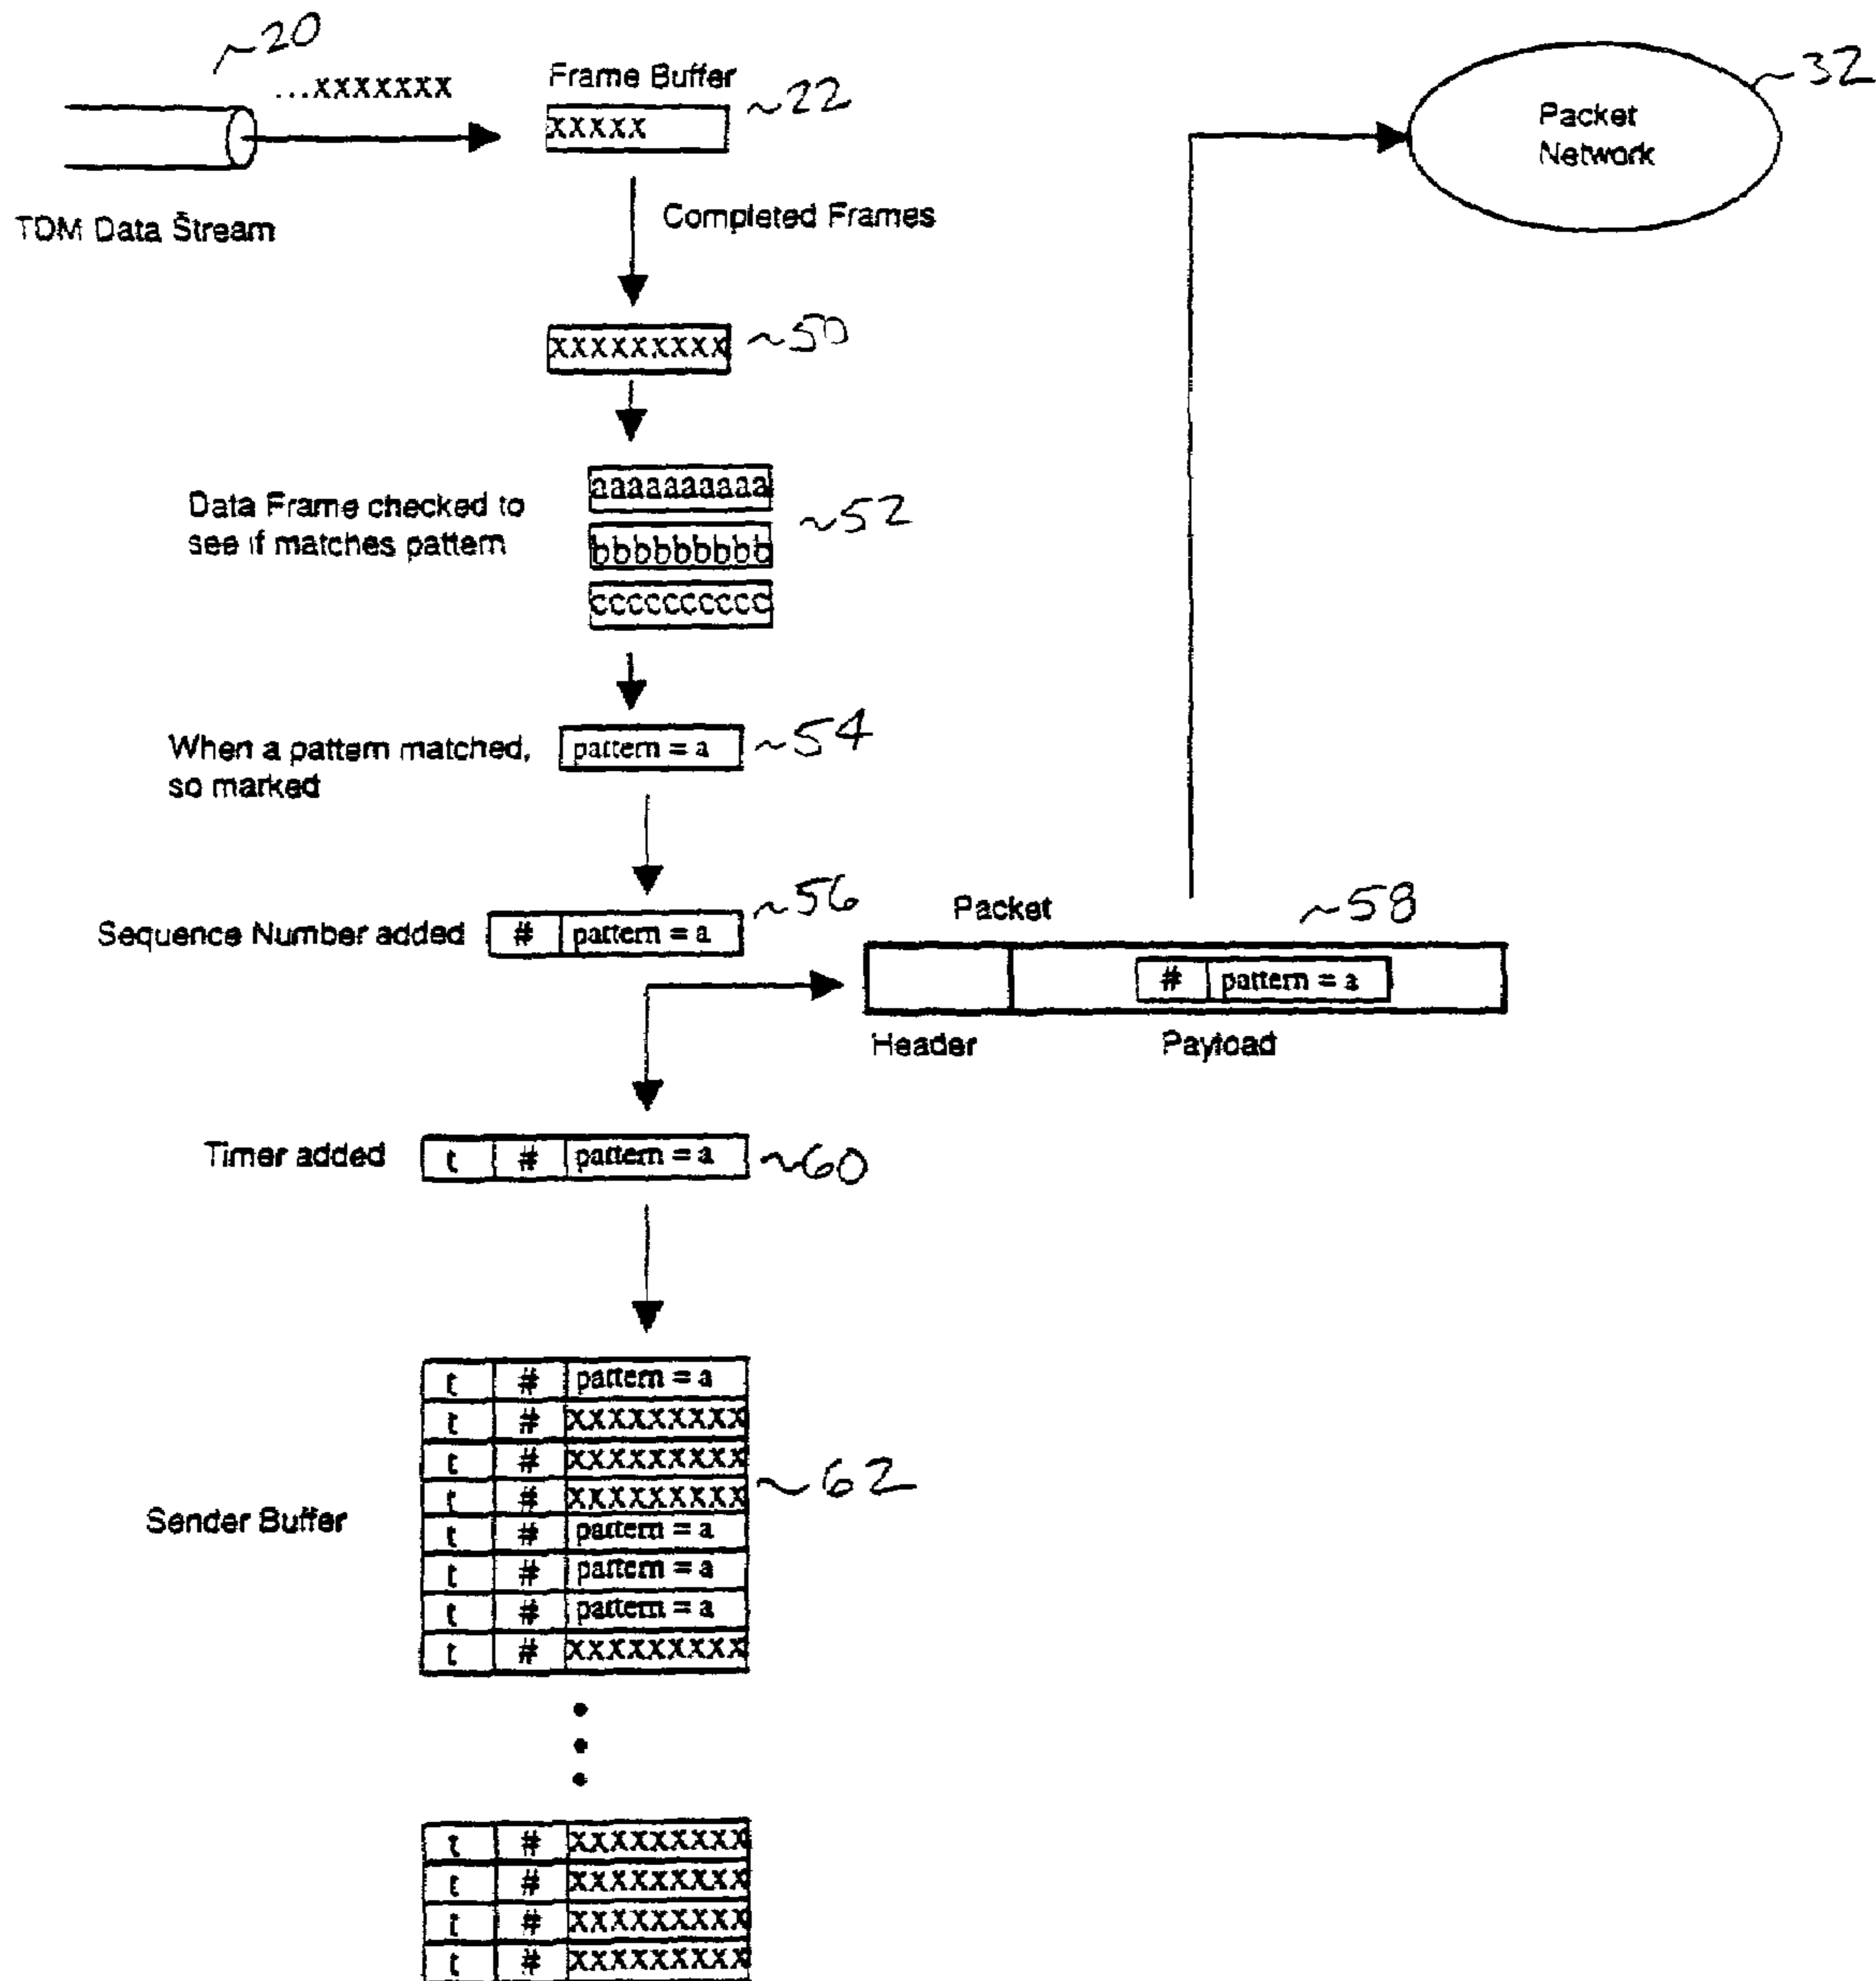 ~20
...xxxxxxx
Frame Buffer
~22
xxxxx
TDM Data Stream
Packet
Network
~32
Completed Frames
xxxxxxxxx
~50
Data Frame checked to
see if matches pattern
aaaaaaaaaa
bbbbbbbbbb
cccccccccc
~52
When a pattern matched,
so marked
pattern = a
~54
Sequence Number added
# pattern = a
~56
Packet
~58
# pattern = a
Header
Payload
Timer added
t # pattern = a
~60
t # pattern = a
t # xxxxxxxxx
t # xxxxxxxxx
t # xxxxxxxxx
t # pattern = a
t # pattern = a
t # pattern = a
t # xxxxxxxxx
~62
Sender Buffer
t # xxxxxxxxx
t # xxxxxxxxx
t # xxxxxxxxx
t # xxxxxxxxx